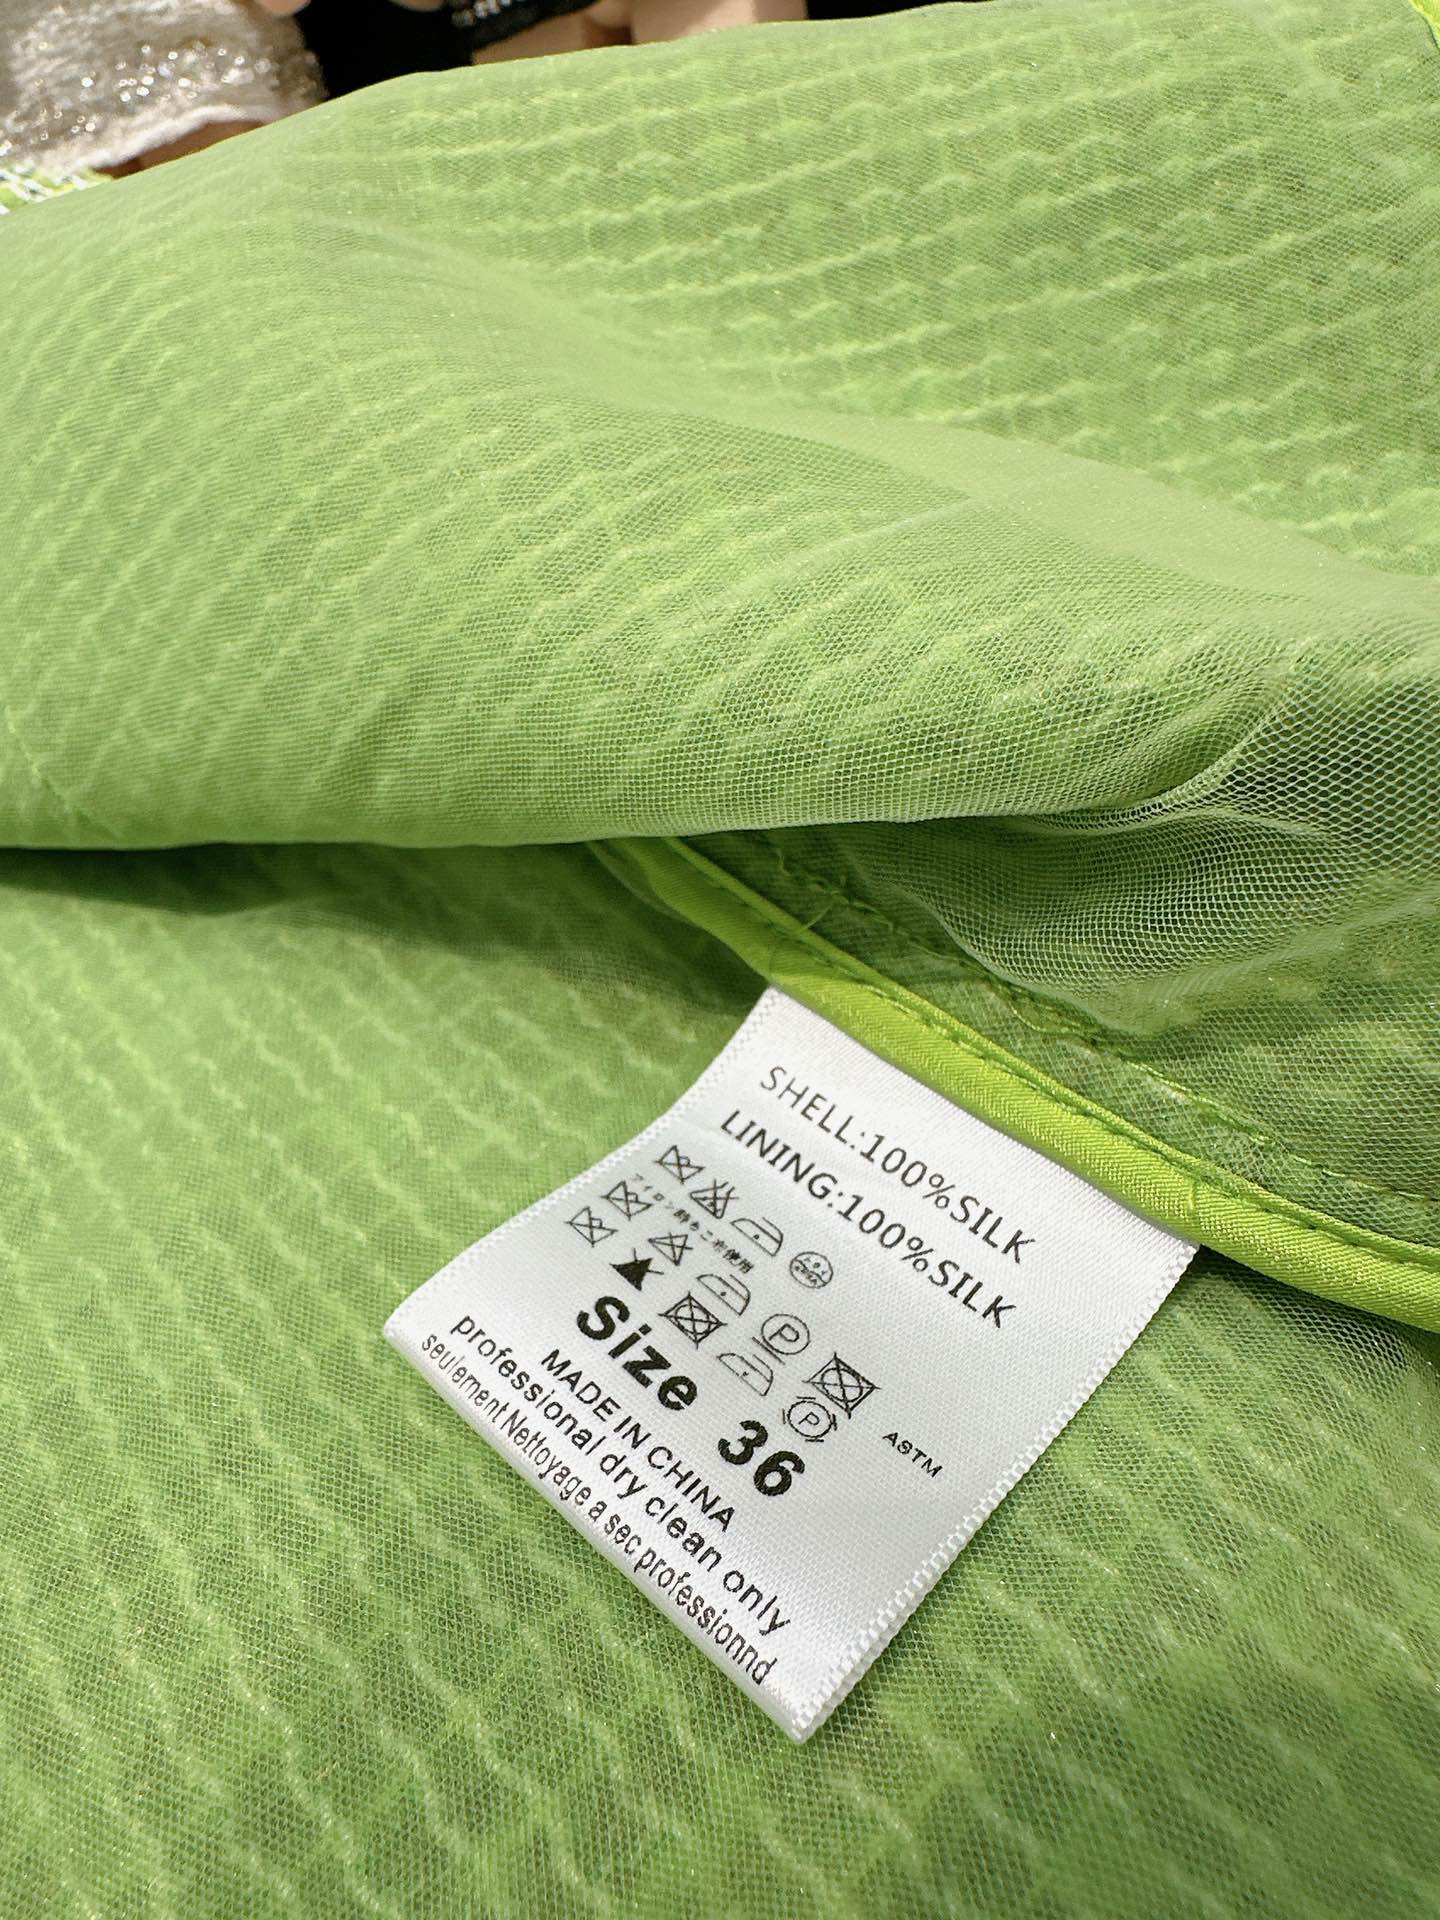 SHELL:100%SILK
LINING:100%SILK
P
P
ASTM
Size 36
MADE IN CHINA
professional dry clean only
seulement Nettoyage a sec professionnd